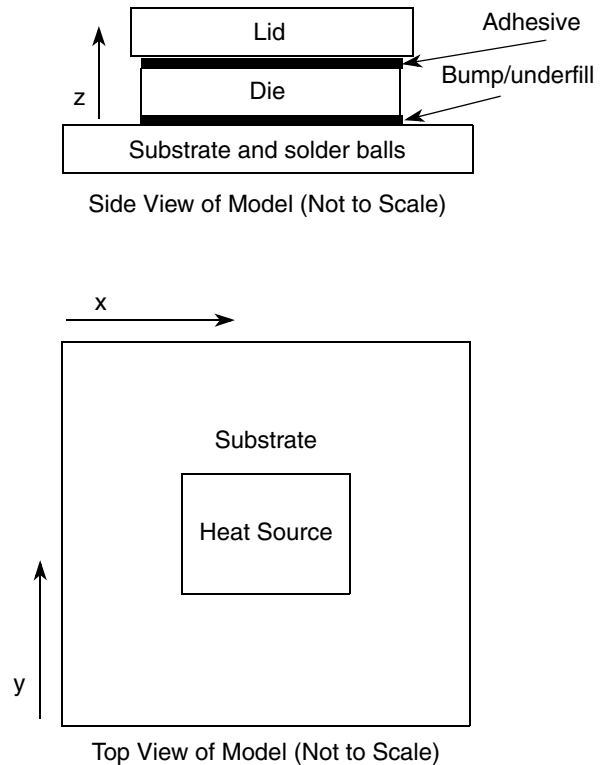 Lid
Adhesive
Bump/underfill
z
Die
Substrate and solder balls
Side View of Model (Not to Scale)
x
Substrate
Heat Source
y
Top View of Model (Not to Scale)